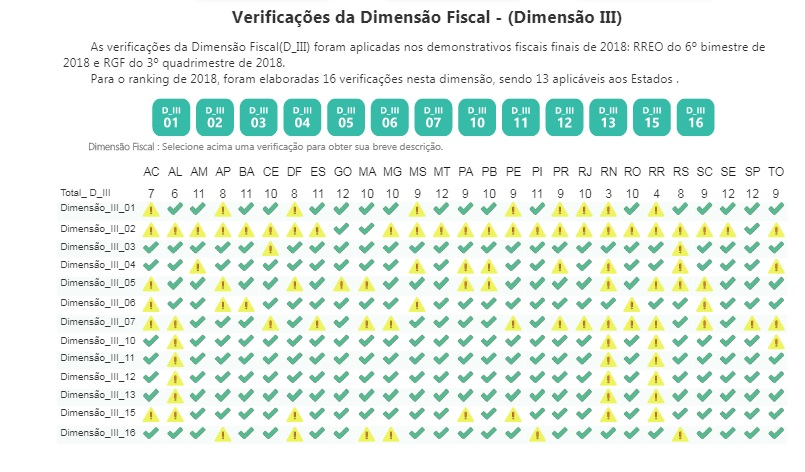 Verificações da Dimensão Fiscal - (Dimensão III)
As verificações da Dimensão Fiscal(D_III) foram aplicadas nos demonstrativos fiscais finais de 2018: RREO do 6º bimestre de
2018 e RGF do 3º quadrimestre de 2018.
Para o ranking de 2018, foram elaboradas 16 verificações nesta dimensão, sendo 13 aplicáveis aos Estados .
D_III D_III D_III D_III D_III D_III D_III D_III D_III D_III D_III D_III D_III
01 02 03 04 05 06 07 10 11 12 13 15 16
Dimensão Fiscal : Selecione acima uma verificação para obter sua breve descrição.
AC AL AM AP BA CE DF ES GO MA MG MS MT PA PB PE PI PR RJ RN RO RR RS SC SE SP TO
Total_ D_III 7 6 11 8 11 10 8 11 12 10 10 9 12 9 10 9 11 9 10 3 10 4 8 9 12 12 9
Dimensão_III_01
Dimensão_III_02
Dimensão_III_03
Dimensão_III_04
Dimensão_III_05
Dimensão_III_06
Dimensão_III_07
Dimensão_III_10
Dimensão_III_11
Dimensão_III_12
Dimensão_III_13
Dimensão_III_15
Dimensão_III_16